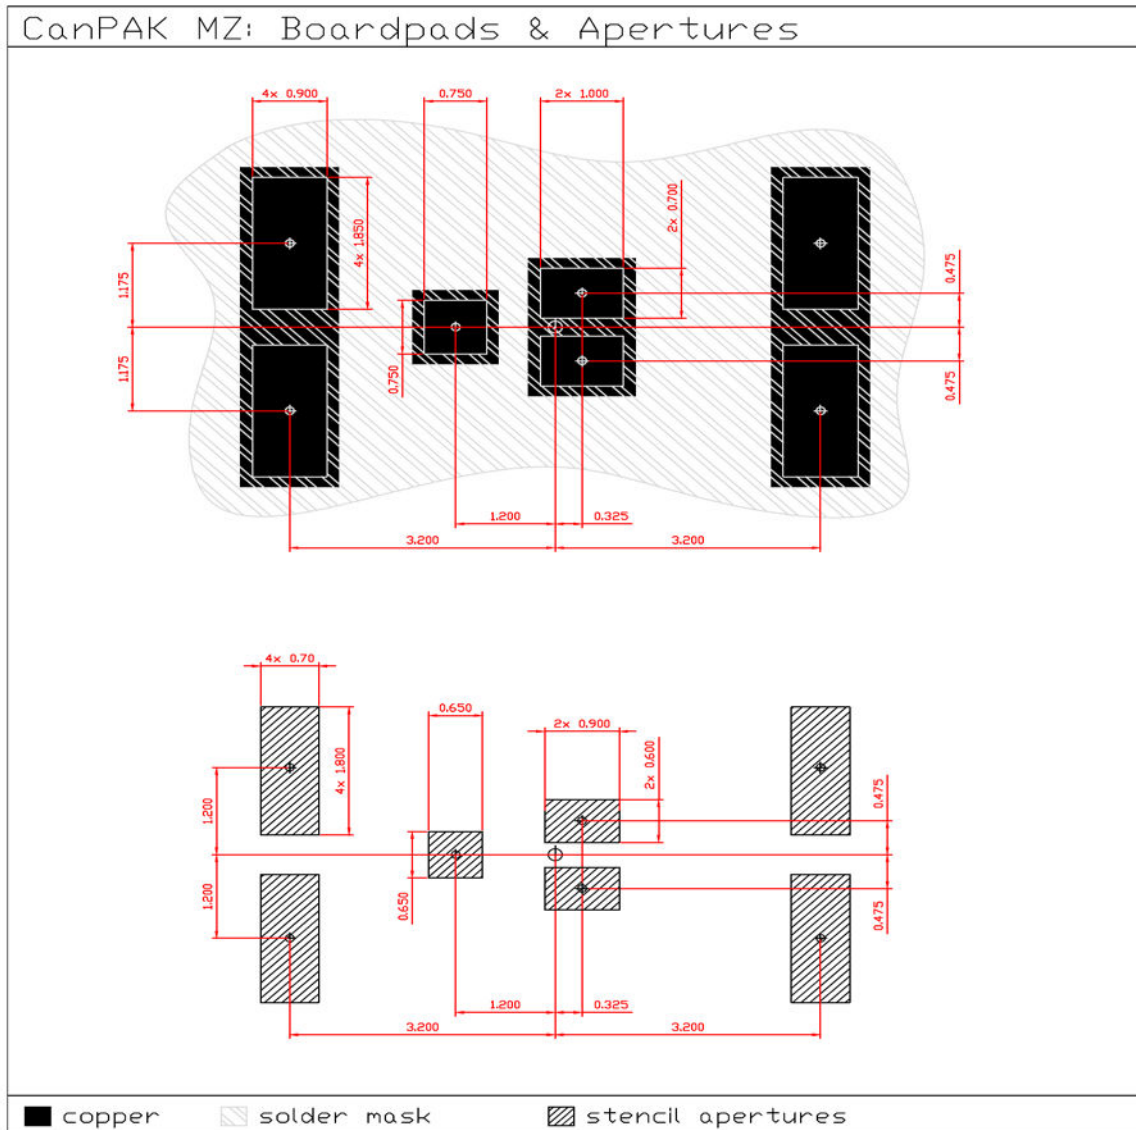 CanPAK MZ: Boardpads & Apertures
4x 0.900
0.750
2x 1.000
2x 0.700
4x 1.850
1.175
0.475
1.175
0.750
0.475
1.200
0.325
3.200
3.200
4x 0.70
0.650
2x 0.900
2x 0.600
4x 1.800
1.200
0.475
0.650
1.200
0.475
1.200
0.325
3.200
3.200
copper
solder mask
stencil apertures